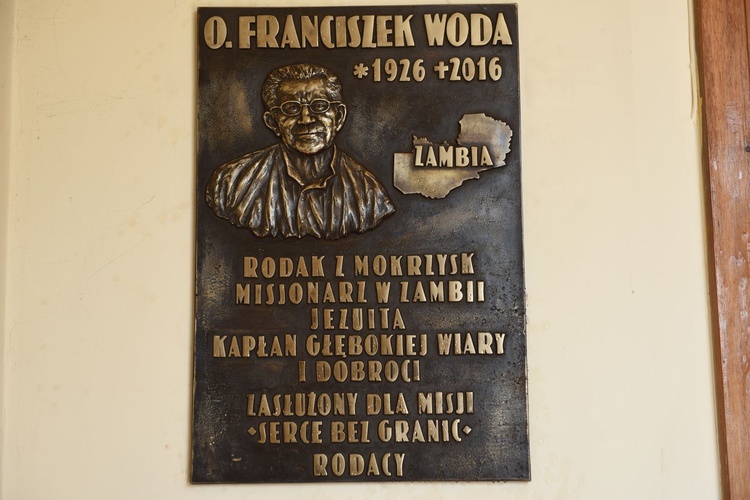 O. FRANCISZEK WODA
*1926 +2016
ZAMBIA
RODAK Z MOKRZYSK
MISJONARZ W ZAMBII
JEZUITA
KAPŁAN GŁĘBOKIEJ WIARY
I DOBROCI
ZASŁUŻONY DLA MISJI
•SERCE BEZ GRANIC•
RODACY